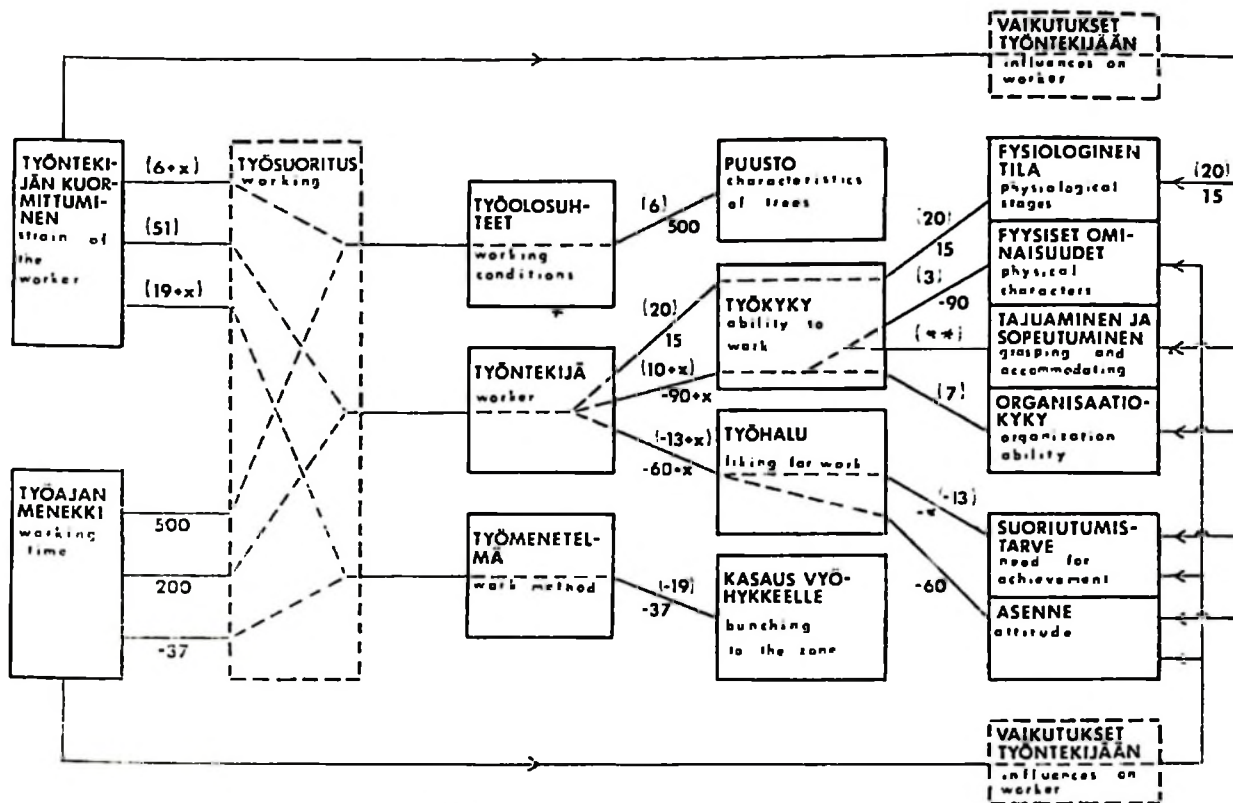 VAIKUTUKSET
TYÖNTEKIJÄÄN
influences on
worker
TYÖNTEKI-
JÄN KUOR-
MITTUMI-
NEN
strain of
the
worker
(6+x)
(51)
(19+x)
TYÖSUORITUS
working
TYÖOLOSUH-
TEET
working
conditions
(6)
500
PUUSTO
characteristics
of trees
FYSIOLOGINEN
TILA
physiological
stages
(20)
15
(20)
15
FYYSISET OMI-
NAISUUDET
physical
characters
(3)
-90
TYÖKYKY
ability to
work
(20)
15
TAJUAMINEN JA
SOPEUTUMINEN
grasping and
accommodating
(**)
TYÖNTEKIJÄ
worker
(10+x)
-90+x
(7)
ORGANISAATIO-
KYKY
organization
ability
(-13+x)
-60+x
TYÖHALU
liking for work
(-13)
-*
TYÖAJAN
MENEKKI
working
time
500
200
-37
TYÖMENETEL-
MÄ
work method
(-19)
-37
KASAUS VYÖ-
HYKKEELLE
bunching
to the zone
-60
SUORIUTUMIS-
TARVE
need for
achievement
ASENNE
attitude
VAIKUTUKSET
TYÖNTEKIJÄÄN
influences on
worker